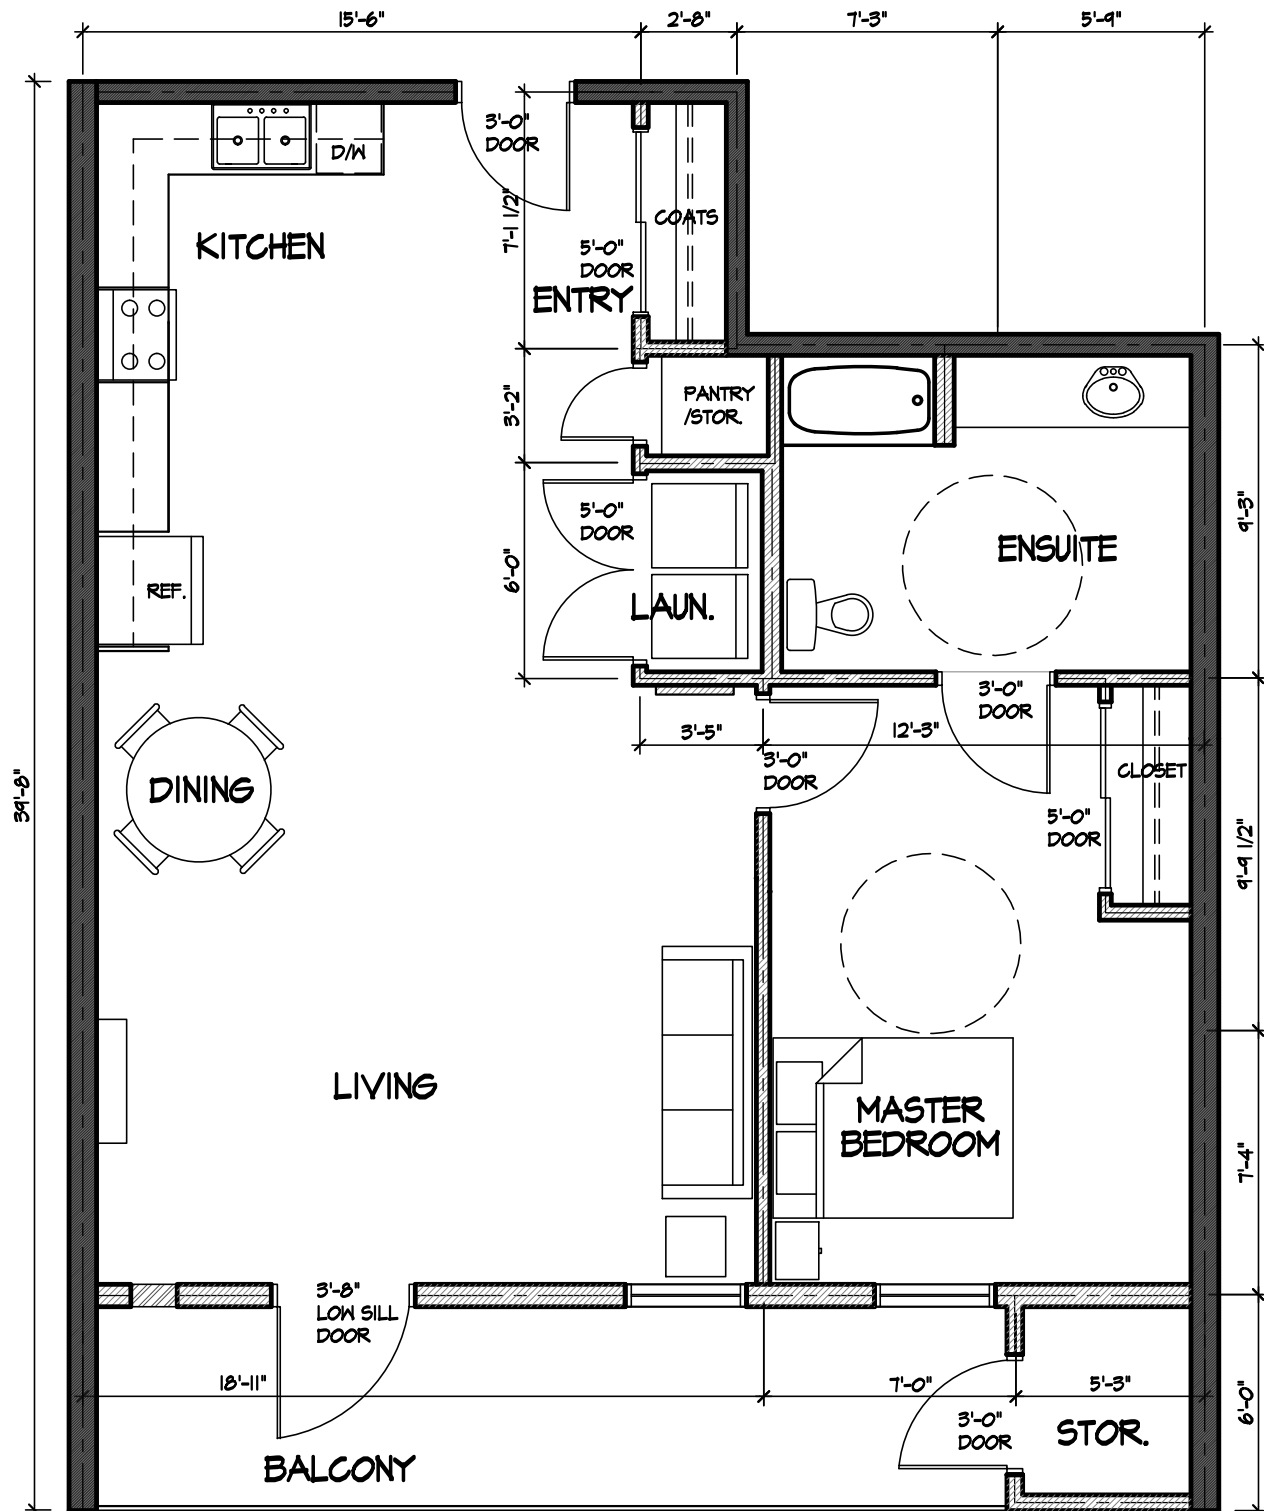 15'-6"
2'-8"
7'-3"
5'-9"
3'-0"
DOOR
D/W
7'-1 1/2"
COATS
KITCHEN
5'-0"
DOOR
ENTRY
3'-2"
PANTRY
/STOR.
5'-0"
DOOR
9'-3"
ENSUITE
6'-0"
REF.
LAUN.
3'-0"
DOOR
3'-5"
12'-3"
3'-0"
DOOR
CLOSET
39'-8"
DINING
5'-0"
DOOR
9'-9 1/2"
LIVING
MASTER
BEDROOM
7'-4"
3'-8"
LOW SILL
DOOR
18'-11"
7'-0"
5'-3"
6'-0"
3'-0"
DOOR
STOR.
BALCONY